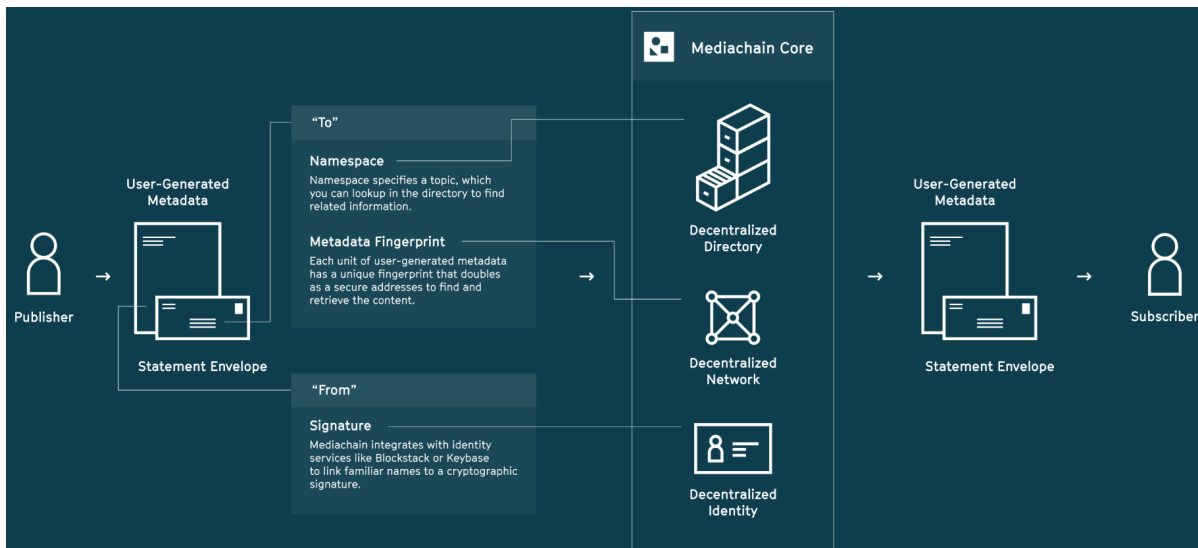 Mediachain Core
“To”
Namespace
Namespace specifies a topic, which
you can lookup in the directory to find
related information.
Metadata Fingerprint
Each unit of user-generated metadata
has a unique fingerprint that doubles
as a secure addresses to find and
retrieve the content.
User-Generated
Metadata
Publisher
Statement Envelope
“From”
Signature
Mediachain integrates with identity
services like Blockstack or Keybase
to link familiar names to a cryptographic
signature.
Decentralized
Directory
Decentralized
Network
Decentralized
Identity
User-Generated
Metadata
Statement Envelope
Subscriber